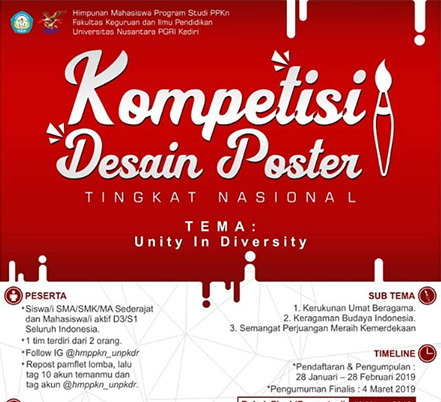 Himpunan Mahasiswa Program Studi PPKn
Fakultas Keguruan dan Ilmu Pendidikan
Universitas Nusantara PGRI Kediri
Kompetisi
Desain Poster
TINGKAT NASIONAL
TEMA :
Unity In Diversity
PESERTA
*Siswa/i SMA/SMK/MA Sederajat
dan Mahasiswa/i aktif D3/S1
Seluruh Indonesia.
*1 tim terdiri dari 2 orang.
*Follow IG @hmppkn_unpkdr
*Repost pamflet lomba, lalu
tag 10 akun temanmu dan
tag akun @hmppkn_unpkdr.
SUB TEMA
1. Kerukunan Umat Beragama.
2. Keragaman Budaya Indonesia.
3. Semangat Perjuangan Meraih Kemerdekaan
TIMELINE
*Pendaftaran & Pengumpulan :
28 Januari – 28 Februari 2019
*Pengumuman Finalis : 4 Maret 2019